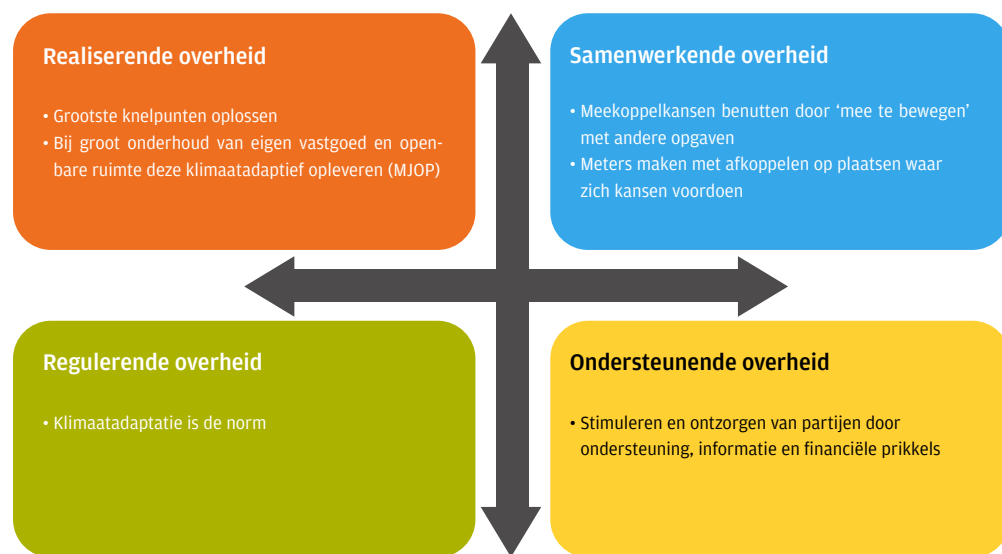 Realiserende overheid
• Grootste knelpunten oplossen
• Bij groot onderhoud van eigen vastgoed en open-
bare ruimte deze klimaatadaptief opleveren (MJOP)
Samenwerkende overheid
• Meekoppelkansen benutten door ‘mee te bewegen’
met andere opgaven
• Meters maken met afkoppelen op plaatsen waar
zich kansen voordoen
Regulerende overheid
• Klimaatadaptatie is de norm
Ondersteunende overheid
• Stimuleren en ontzorgen van partijen door
ondersteuning, informatie en financiële prikkels